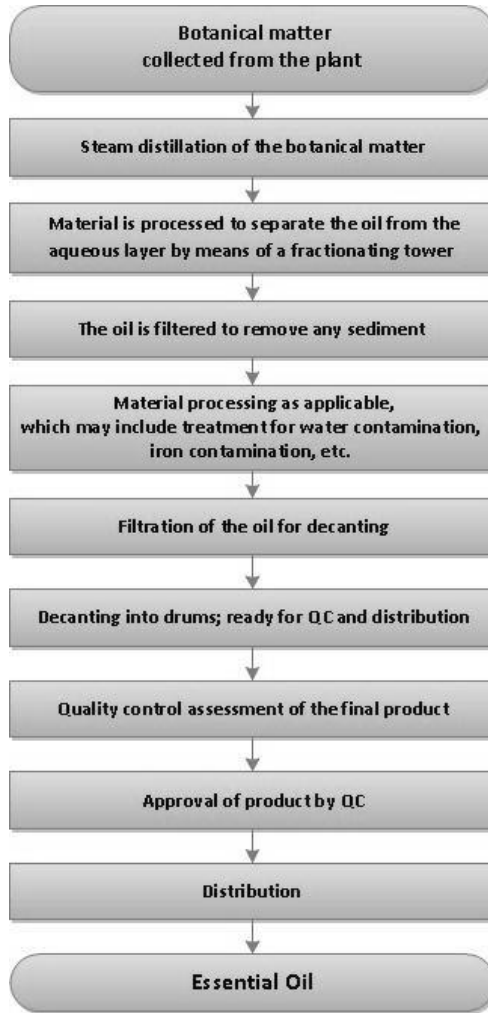 Botanical matter
collected from the plant
Steam distillation of the botanical matter
Material is processed to separate the oil from the
aqueous layer by means of a fractionating tower
The oil is filtered to remove any sediment
Material processing as applicable,
which may include treatment for water contamination,
iron contamination, etc.
Filtration of the oil for decanting
Decanting into drums; ready for QC and distribution
Quality control assessment of the final product
Approval of product by QC
Distribution
Essential Oil